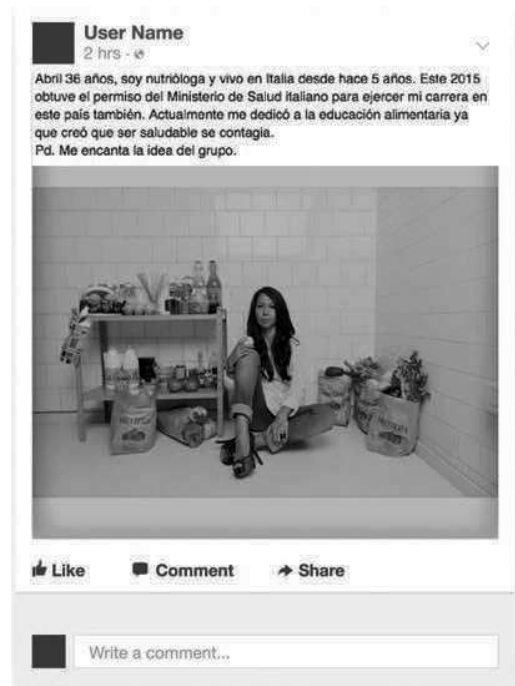 User Name
2 hrs ·
Abril 36 años, soy nutrióloga y vivo en Italia desde hace 5 años. Este 2015
obtuve el permiso del Ministerio de Salud italiano para ejercer mi carrera en
este país también. Actualmente me dedicó a la educación alimentaria ya
que creó que ser saludable se contagia.
Pd. Me encanta la idea del grupo.
Like Comment Share
Write a comment...